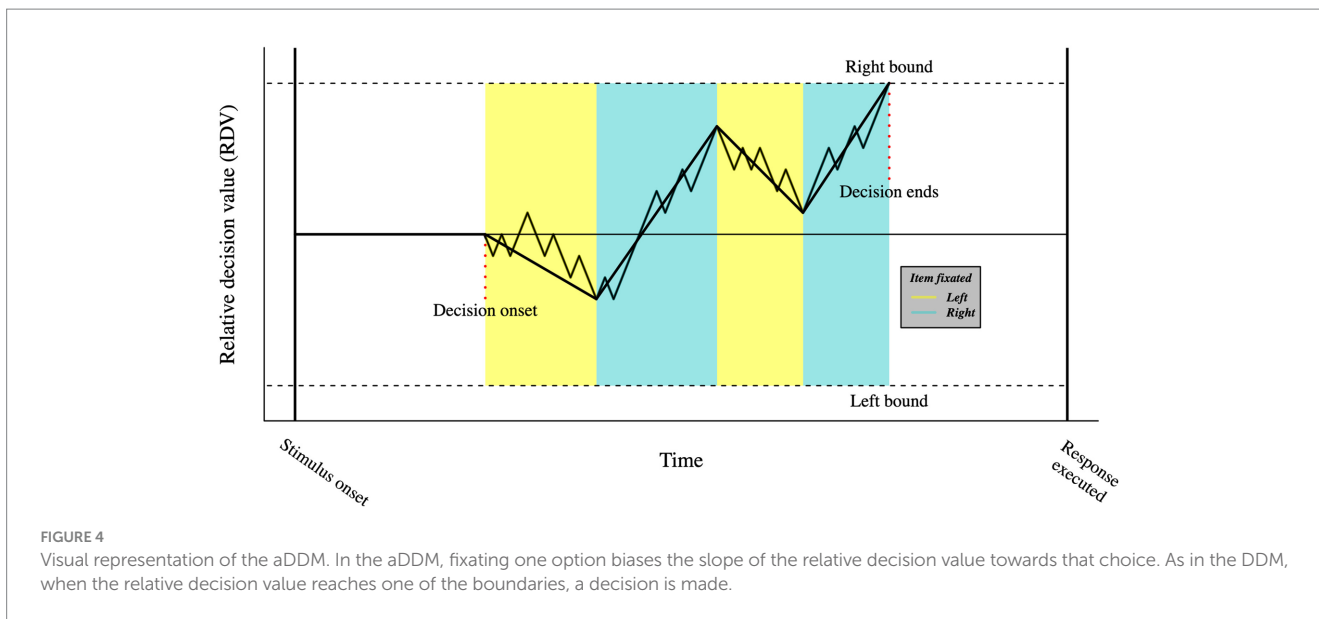 Right bound
Relative decision value (RDV)
Decision ends
Decision onset
Item fixated
Left
Right
Left bound
Stimulus onset
Time
Response
executed
FIGURE 4
Visual representation of the aDDM. In the aDDM, fixating one option biases the slope of the relative decision value towards that choice. As in the DDM,
when the relative decision value reaches one of the boundaries, a decision is made.